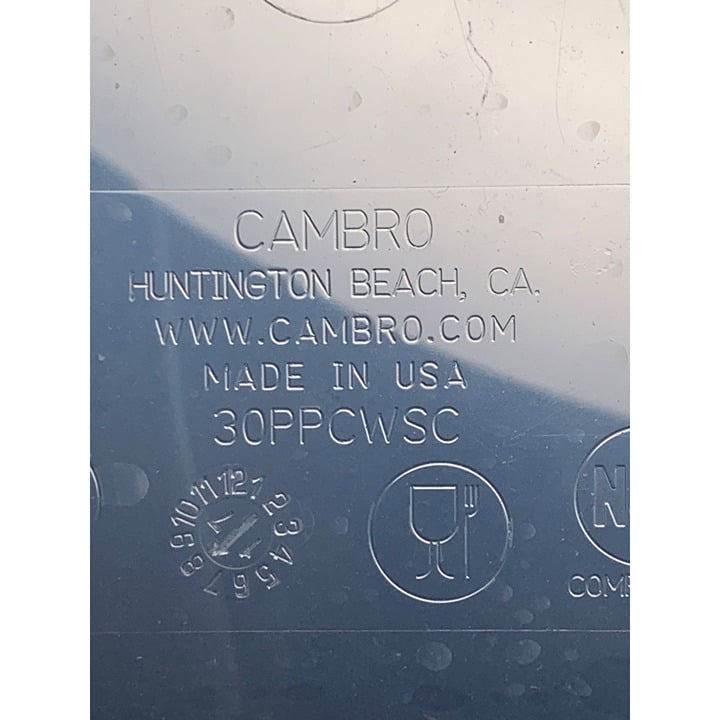 CAMBRO
HUNTINGTON BEACH, CA.
WWW.CAMBRO.COM
MADE IN USA
30PPCWSC
1 2 3 4 5 6 7 8 9 10 11 12